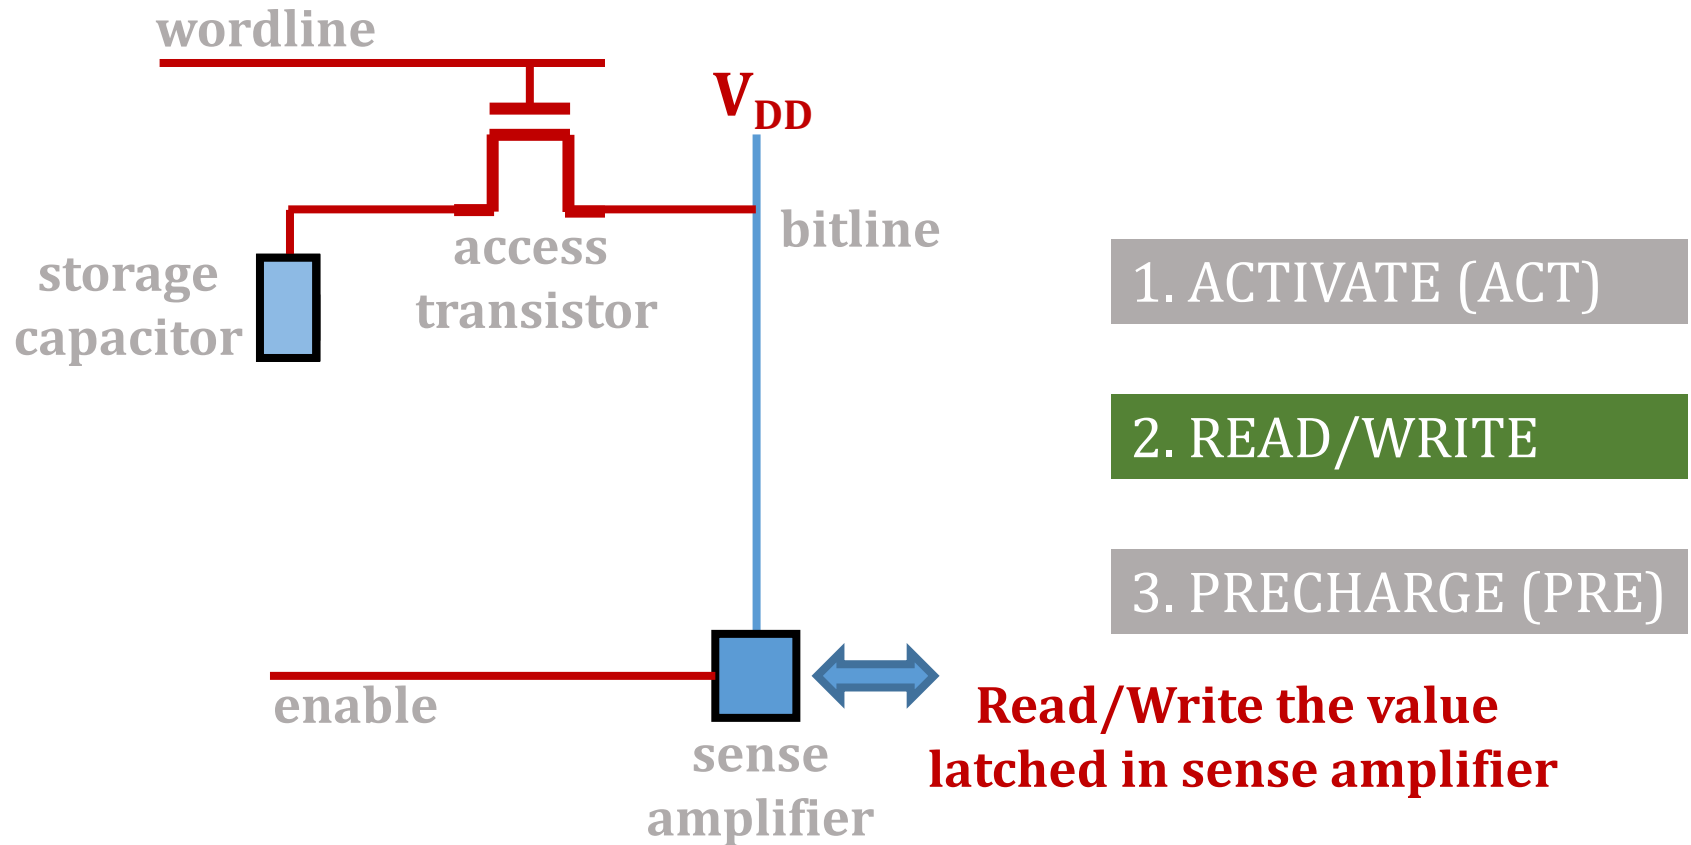 wordline
V_DD
bitline
access
transistor
storage
capacitor
1. ACTIVATE (ACT)
2. READ/WRITE
3. PRECHARGE (PRE)
enable
sense
amplifier
Read/Write the value
latched in sense amplifier